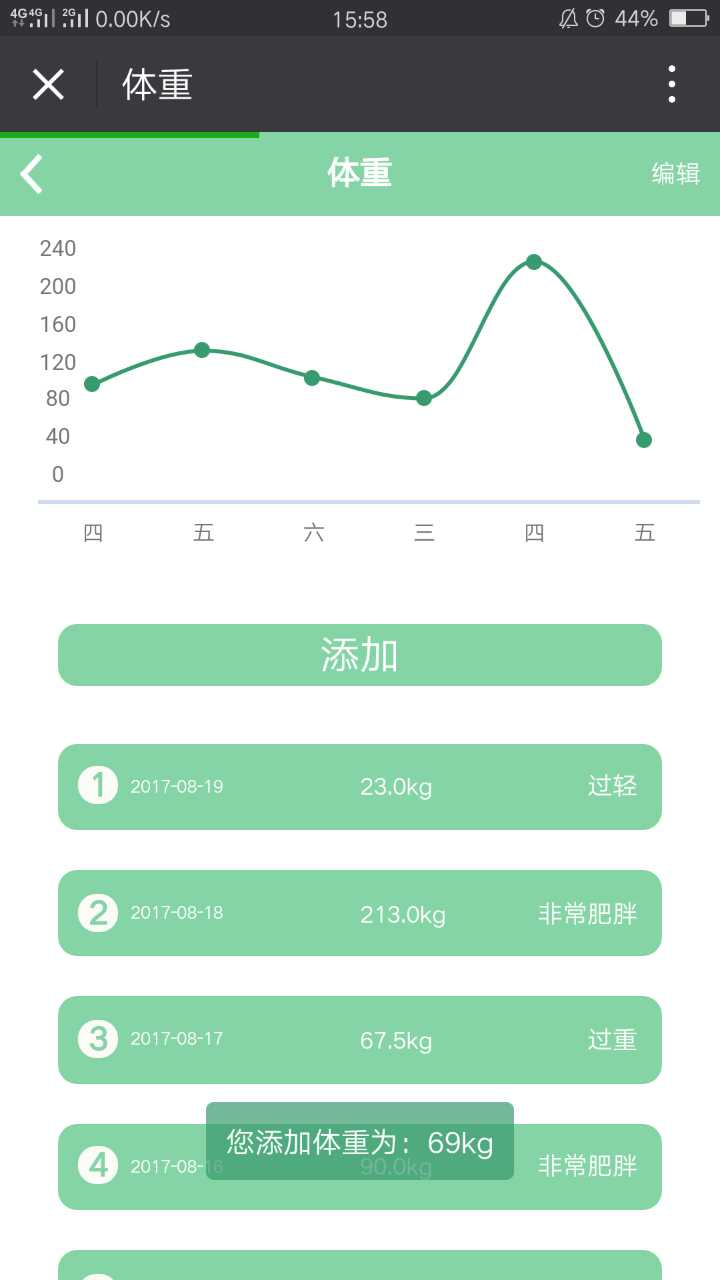 4G 4G 2G 0.00K/s 15:58 44%
体重
体重 编辑
240
200
160
120
80
40
0
四 五 六 三 四 五
添加
1 2017-08-19 23.0kg 过轻
2 2017-08-18 213.0kg 非常肥胖
3 2017-08-17 67.5kg 过重
您添加体重为：69kg
4 2017-08-16 90.0kg 非常肥胖